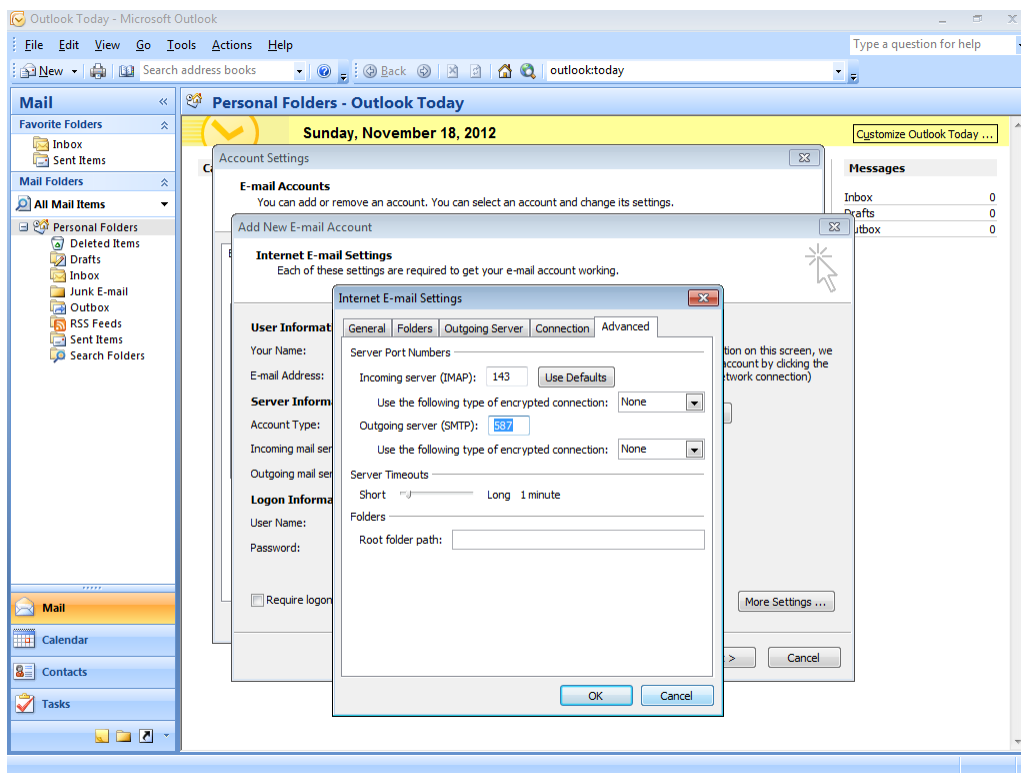 Outlook Today - Microsoft Outlook
File Edit View Go Tools Actions Help
Type a question for help
New Search address books Back outlook:today
Mail
Personal Folders - Outlook Today
Favorite Folders
Inbox
Sent Items
Sunday, November 18, 2012
Customize Outlook Today ...
Mail Folders
All Mail Items
Personal Folders
Deleted Items
Drafts
Inbox
Junk E-mail
Outbox
RSS Feeds
Sent Items
Search Folders
Mail
Calendar
Contacts
Tasks
Messages
Inbox 0
Drafts 0
utbox 0
Account Settings
E-mail Accounts
You can add or remove an account. You can select an account and change its settings.
Add New E-mail Account
Internet E-mail Settings
Each of these settings are required to get your e-mail account working.
User Informat
Your Name:
E-mail Address:
Server Inform
Account Type:
Incoming mail ser
Outgoing mail ser
Logon Informa
User Name:
Password:
Require logon
tion on this screen, we
account by clicking the
etwork connection)
More Settings ...
>
Cancel
Internet E-mail Settings
General Folders Outgoing Server Connection Advanced
Server Port Numbers
Incoming server (IMAP): 143 Use Defaults
Use the following type of encrypted connection: None
Outgoing server (SMTP): 587
Use the following type of encrypted connection: None
Server Timeouts
Short Long 1 minute
Folders
Root folder path:
OK Cancel